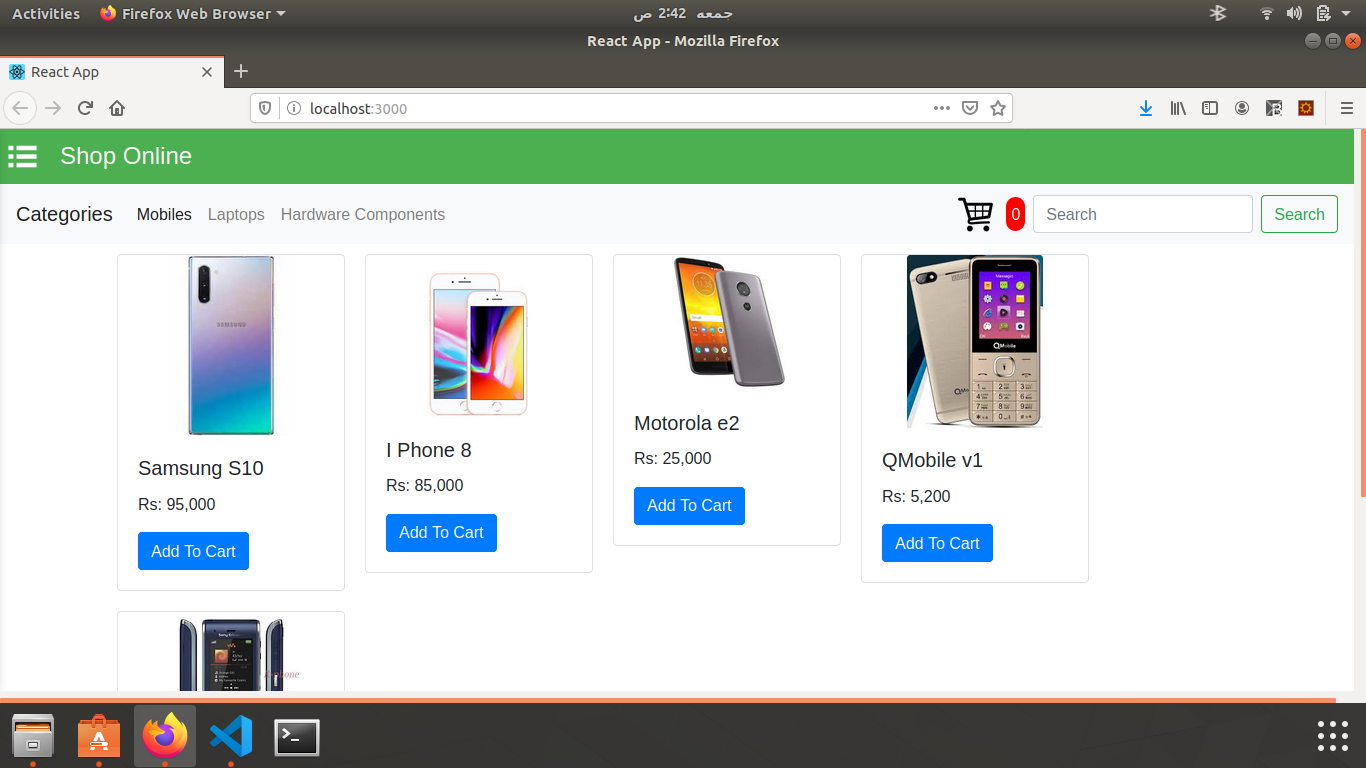 Activities Firefox Web Browser جمعه 2:42 ص
React App - Mozilla Firefox
React App
localhost:3000
Shop Online
Categories Mobiles Laptops Hardware Components 0 Search Search
SAMSUNG
Messagin
QMobile
Samsung S10
Rs: 95,000
Add To Cart
I Phone 8
Rs: 85,000
Add To Cart
Motorola e2
Rs: 25,000
Add To Cart
QMobile v1
Rs: 5,200
Add To Cart